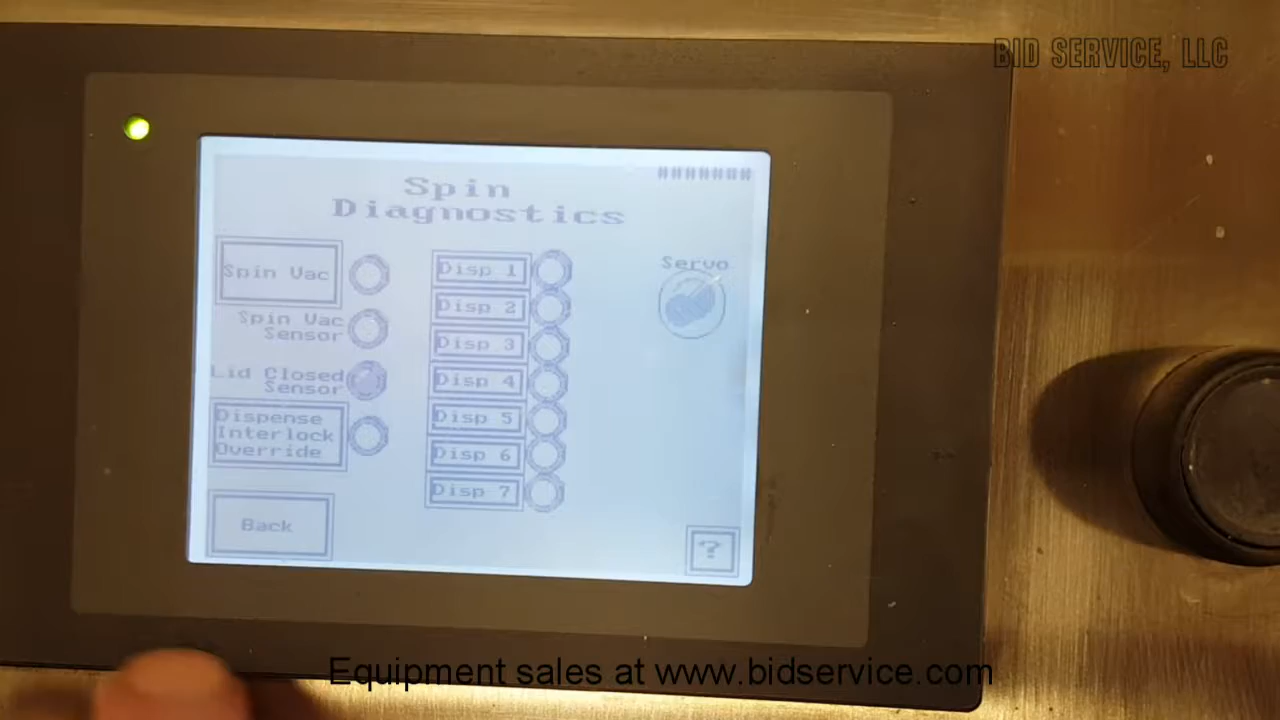 BID SERVICE, LLC
#######
Spin
Diagnostics
Spin Vac
Spin Vac
Sensor
Lid Closed
Sensor
Dispense
Interlock
Override
Back
Disp 1
Disp 2
Disp 3
Disp 4
Disp 5
Disp 6
Disp 7
Servo
?
Equipment sales at www.bidservice.com